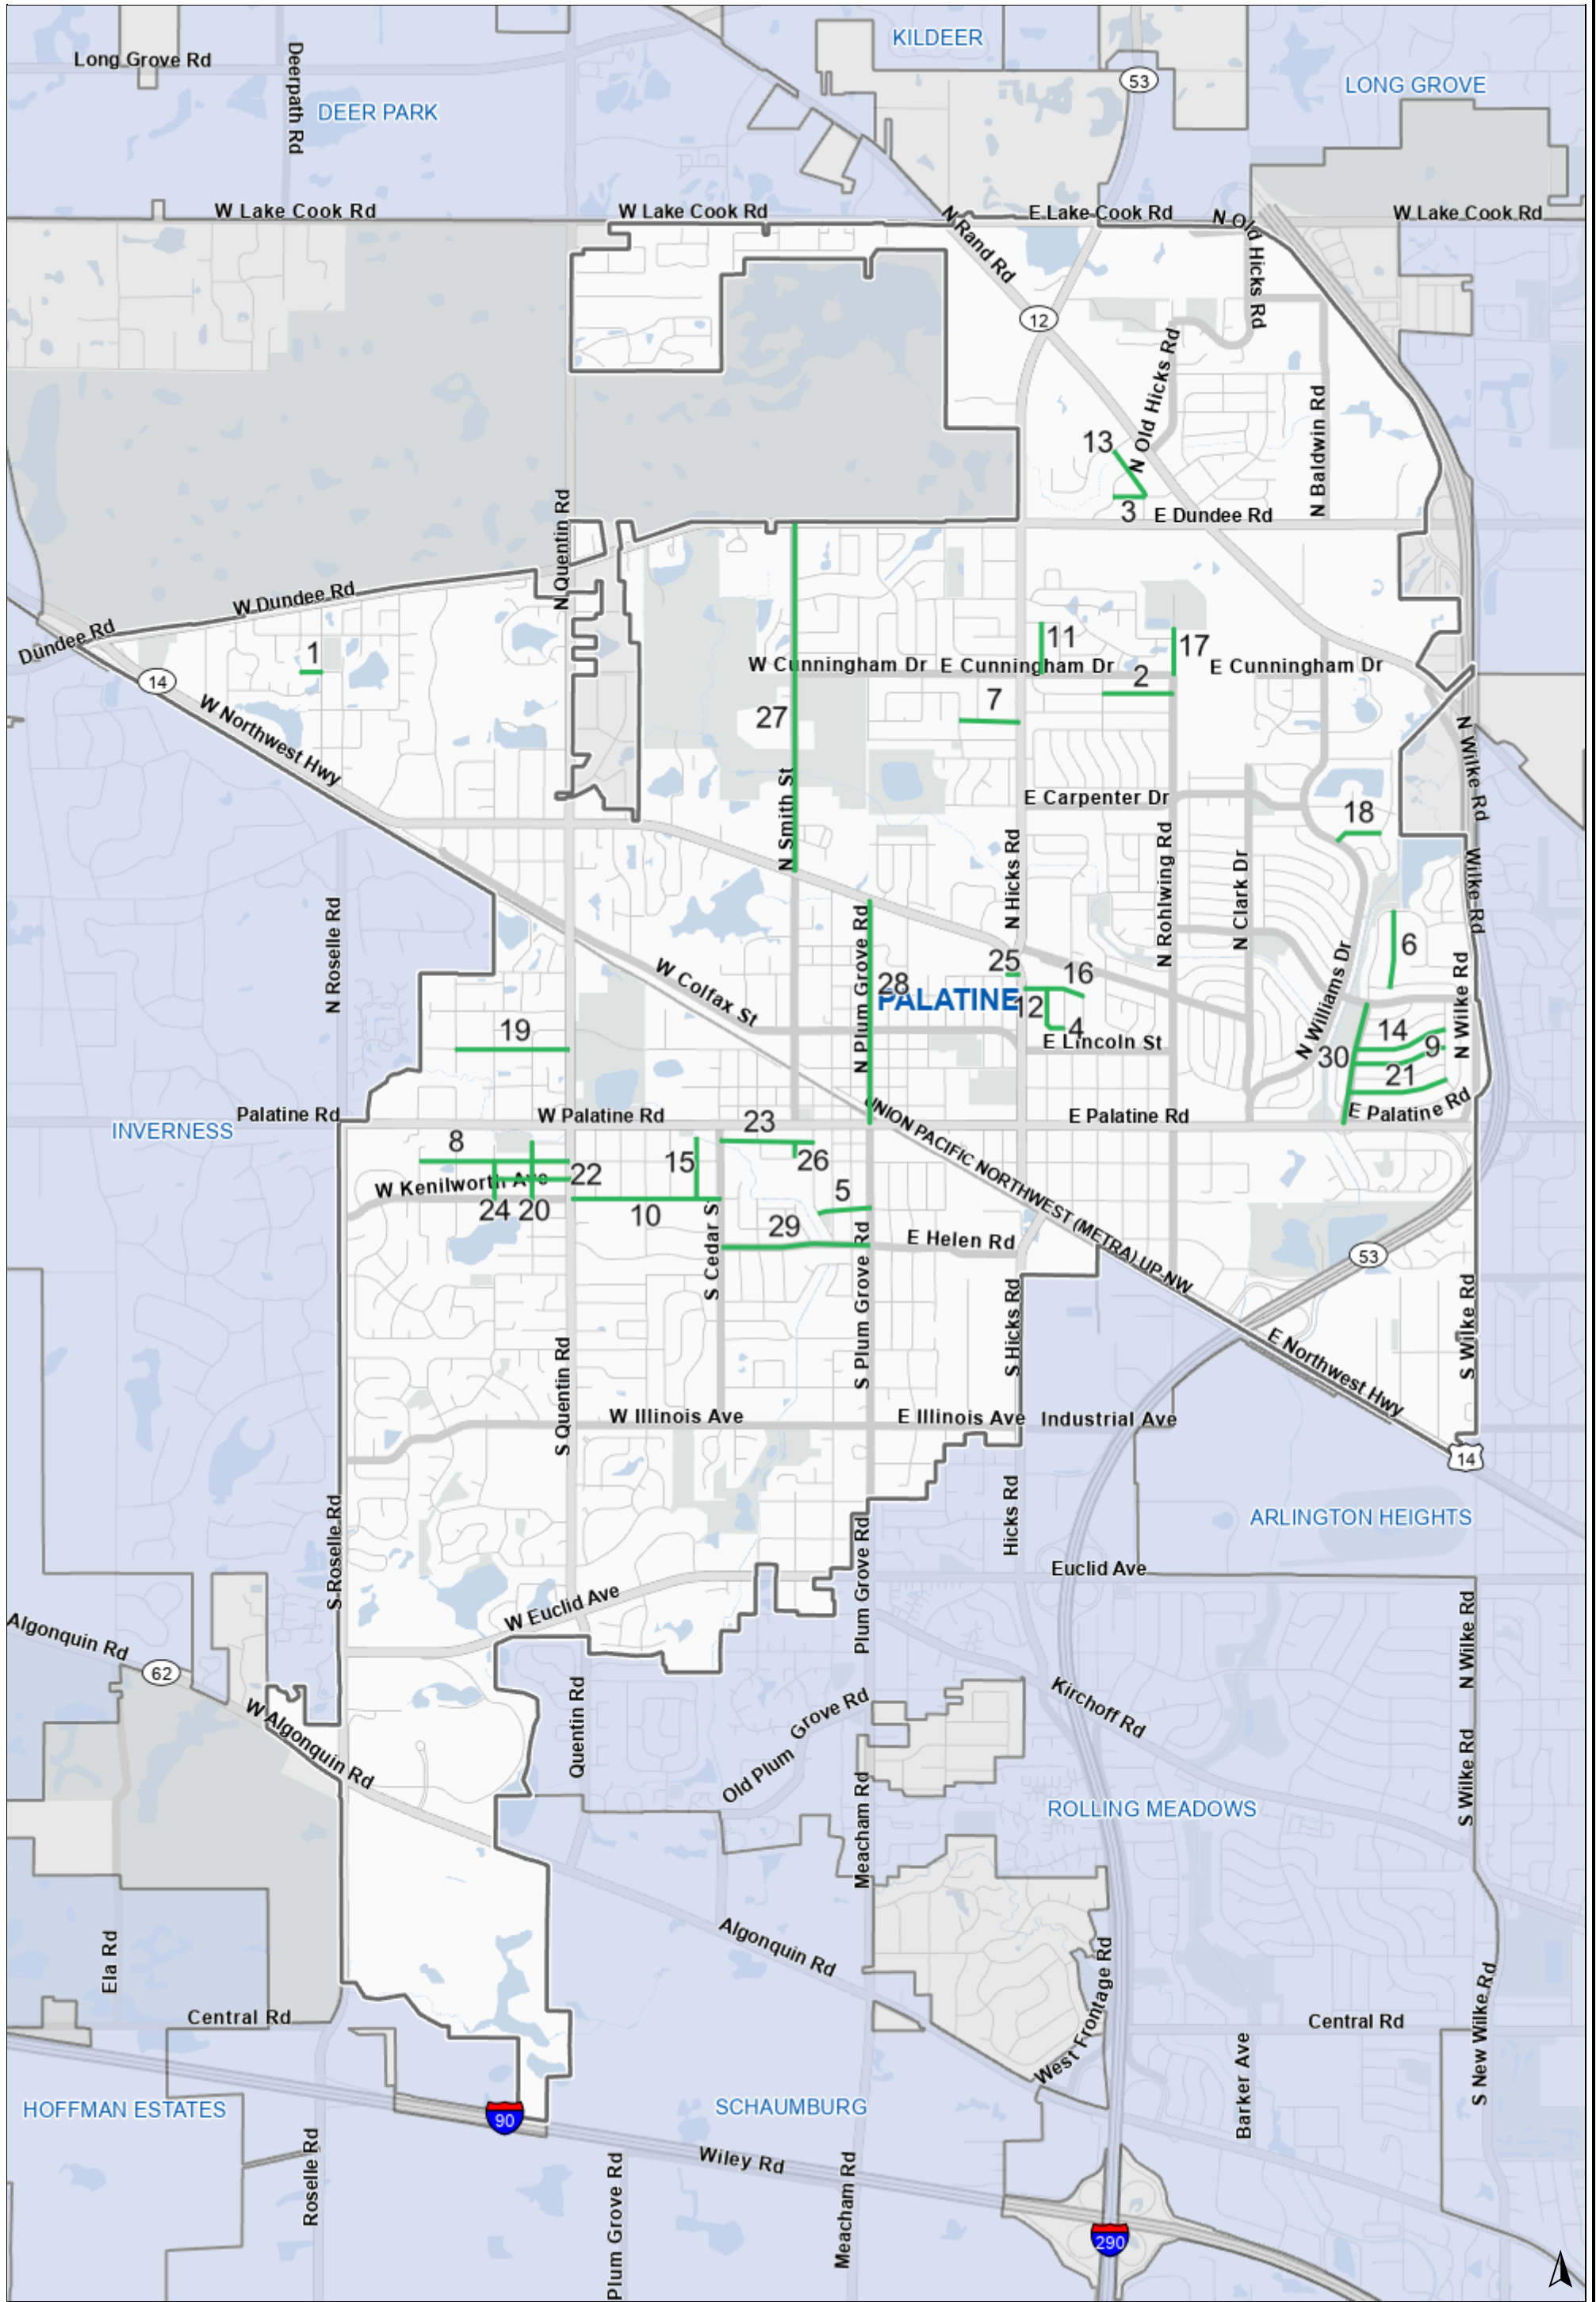 KILDEER
Long Grove Rd
Deerpath Rd
53
LONG GROVE
DEER PARK
W Lake Cook Rd
W Lake Cook Rd
E Lake Cook Rd
N Old Hicks Rd
W Lake Cook Rd
N Rand Rd
12
N Old Hicks Rd
N Baldwin Rd
13
3
E Dundee Rd
N Quentin Rd
W Dundee Rd
Dundee Rd
1
14
W Northwest Hwy
11
17
W Cunningham Dr
E Cunningham Dr
E Cunningham Dr
2
7
27
N Smith St
N Wilke Rd
E Carpenter Dr
18
N Hicks Rd
N Rohlwing Rd
N Clark Dr
Wilke Rd
N Roselle Rd
N Plum Grove Rd
6
W Colfax St
25
16
28
PALATINE
12
4
N Williams Dr
N Wilke Rd
19
E Lincoln St
14
9
30
21
E Palatine Rd
Palatine Rd
W Palatine Rd
E Palatine Rd
INVERNESS
UNION PACIFIC NORTHWEST (METRA) UP-NW
23
8
15
26
22
W Kenilworth Ave
24
20
10
5
29
S Cedar St
E Helen Rd
53
S Plum Grove Rd
S Hicks Rd
S Wilke Rd
E Northwest Hwy
S Quentin Rd
W Illinois Ave
E Illinois Ave
Industrial Ave
14
Hicks Rd
S Roselle Rd
ARLINGTON HEIGHTS
Plum Grove Rd
Euclid Ave
W Euclid Ave
N Wilke Rd
Algonquin Rd
62
W Algonquin Rd
Quentin Rd
Old Plum Grove Rd
Kirchoff Rd
S Wilke Rd
Meacham Rd
ROLLING MEADOWS
Algonquin Rd
Ela Rd
West Frontage Rd
Central Rd
Central Rd
S New Wilke Rd
Barker Ave
HOFFMAN ESTATES
90
SCHAUMBURG
Roselle Rd
Wiley Rd
Plum Grove Rd
Meacham Rd
290